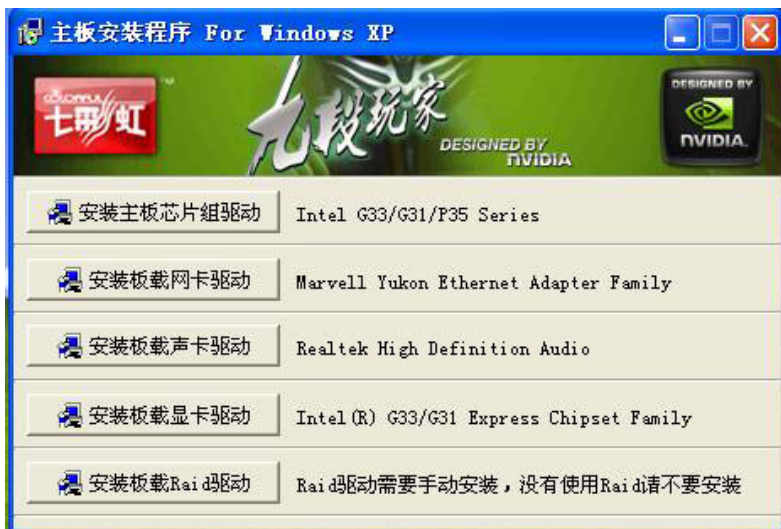 主板安装程序 For Windows XP
COLORFUL
七彩虹
TM
九段玩家
DESIGNED BY
NVIDIA
DESIGNED BY
NVIDIA.
安装主板芯片组驱动 Intel G33/G31/P35 Series
安装板载网卡驱动 Marvell Yukon Ethernet Adapter Family
安装板载声卡驱动 Realtek High Definition Audio
安装板载显卡驱动 Intel(R) G33/G31 Express Chipset Family
安装板载Raid驱动 Raid驱动需要手动安装，没有使用Raid请不要安装